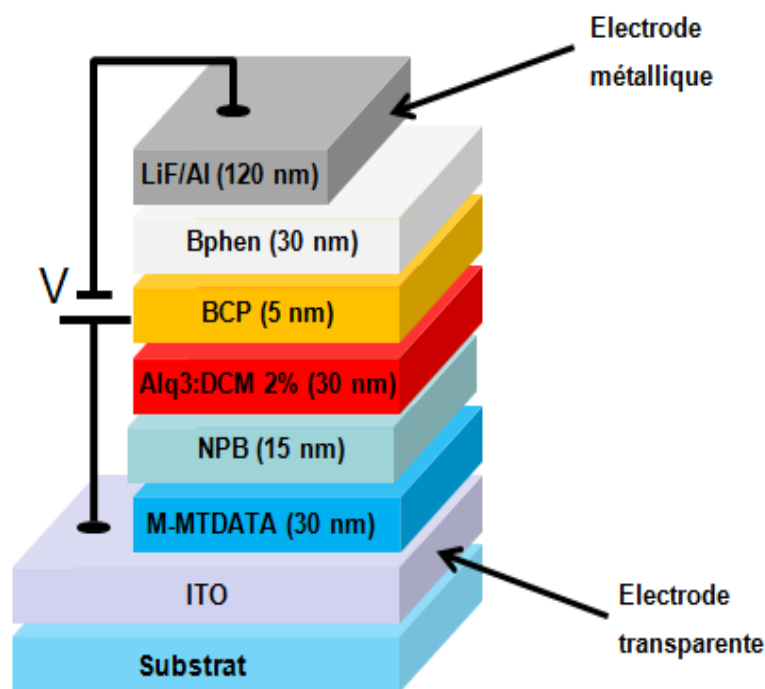 Electrode
métallique
LiF/Al (120 nm)
Bphen (30 nm)
V
BCP (5 nm)
Alq3:DCM 2% (30 nm)
NPB (15 nm)
M-MTDATA (30 nm)
ITO
Electrode
transparente
Substrat